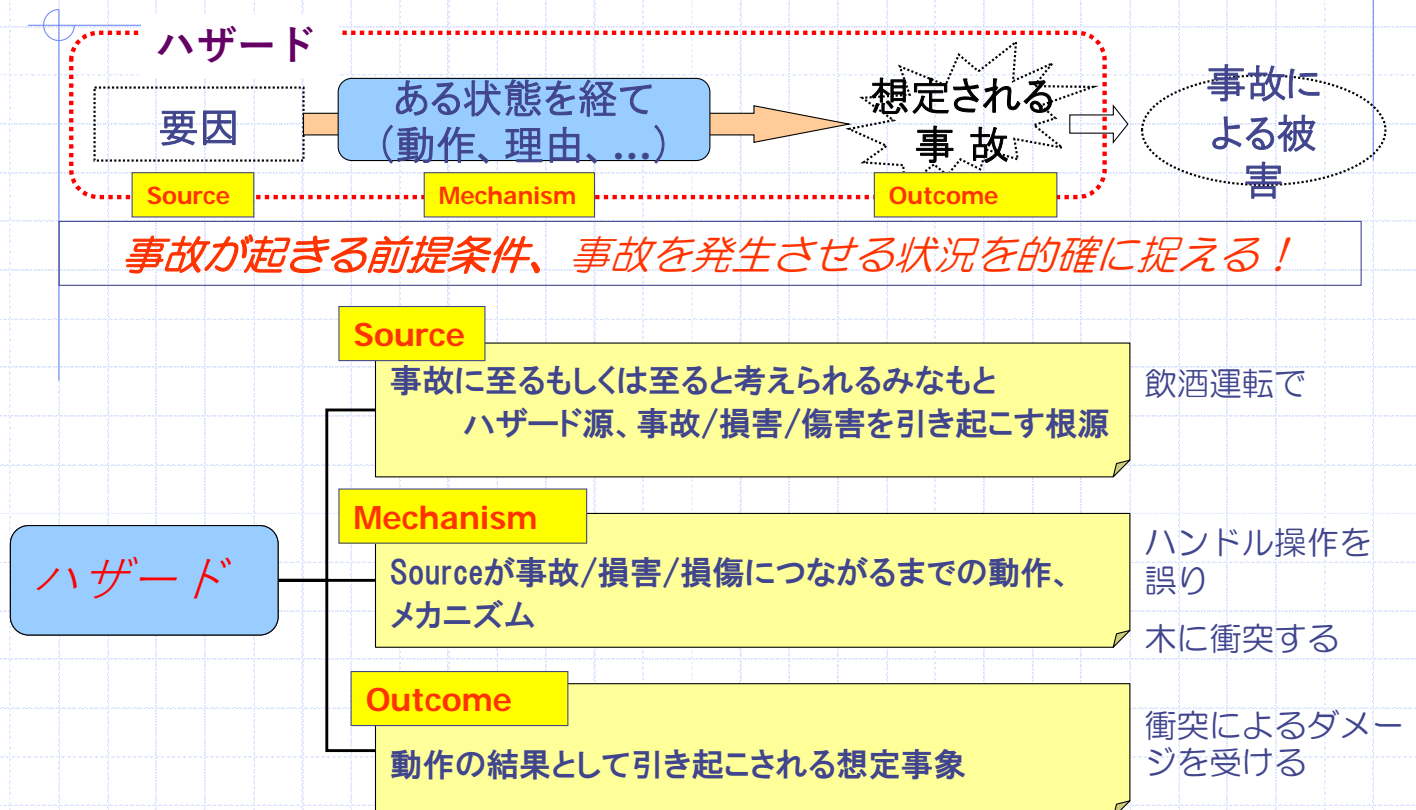 ハザード
要因
ある状態を経て
(動作、理由、...)
想定される
事 故
事故に
よる被
害
Source
Mechanism
Outcome
事故が起きる前提条件、事故を発生させる状況を的確に捉える!
Source
事故に至るもしくは至ると考えられるみなもと
ハザード源、事故/損害/傷害を引き起こす根源
飲酒運転で
ハザード
Mechanism
Sourceが事故/損害/損傷につながるまでの動作、
メカニズム
ハンドル操作を
誤り
木に衝突する
Outcome
動作の結果として引き起こされる想定事象
衝突によるダメー
ジを受ける